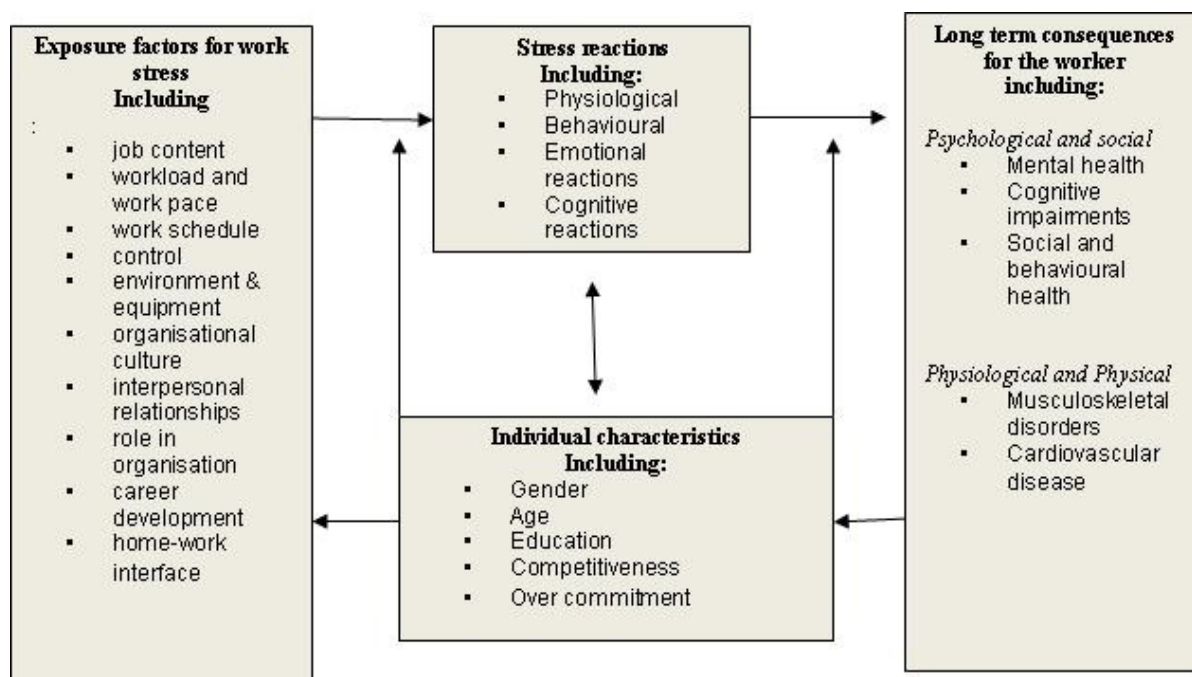 Exposure factors for work
stress
Including
:
▪ job content
▪ workload and
work pace
▪ work schedule
▪ control
▪ environment &
equipment
▪ organisational
culture
▪ interpersonal
relationships
▪ role in
organisation
▪ career
development
▪ home-work
interface
Stress reactions
Including:
▪ Physiological
▪ Behavioural
▪ Emotional
reactions
▪ Cognitive
reactions
Individual characteristics
Including:
▪ Gender
▪ Age
▪ Education
▪ Competitiveness
▪ Over commitment
Long term consequences
for the worker
including:
Psychological and social
▪ Mental health
▪ Cognitive
impairments
▪ Social and
behavioural
health
Physiological and Physical
▪ Musculoskeletal
disorders
▪ Cardiovascular
disease